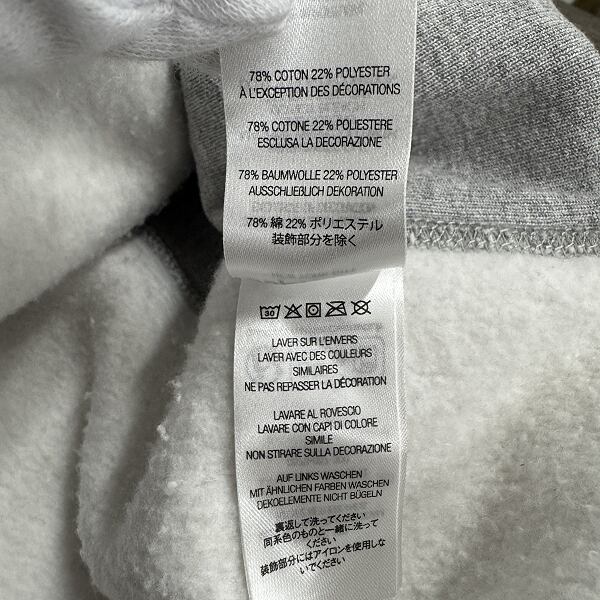 78% COTON 22% POLYESTER
À L'EXCEPTION DES DÉCORATIONS
78% COTONE 22% POLIESTERE
ESCLUSA LA DECORAZIONE
78% BAUMWOLLE 22% POLYESTER
AUSSCHLIEßLICH DEKORATION
78% 綿 22% ポリエステル
装飾部分を除く
30
LAVER SUR L'ENVERS
LAVER AVEC DES COULEURS
SIMILAIRES
NE PAS REPASSER LA DÉCORATION
LAVARE AL ROVESCIO
LAVARE CON CAPI DI COLORE
SIMILE
NON STIRARE SULLA DECORAZIONE
AUF LINKS WASCHEN
MIT ÄHNLICHEN FARBEN WASCHEN
DEKOELEMENTE NICHT BÜGELN
裏返して洗ってください
同系色のものと一緒に洗って
ください
装飾部分にはアイロンを使用しな
いでください